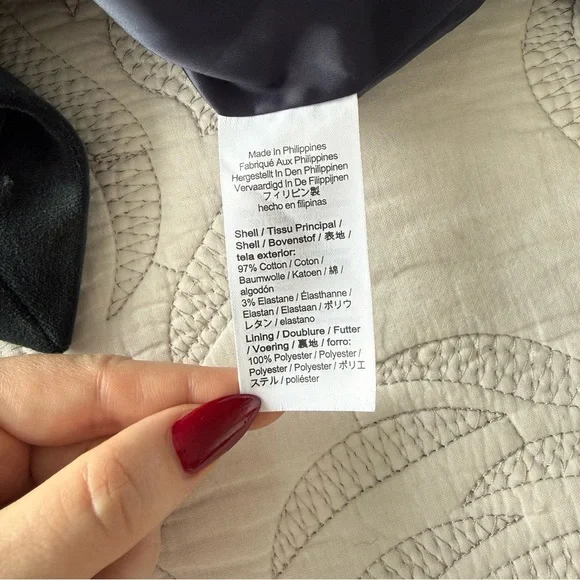 Made In Philippines
Fabriqué Aux Philippines
Hergestellt In Den Philippinen
Vervaardigd In De Filippijnen
フィリピン製
hecho en filipinas
Shell / Tissu Principal /
Shell / Bovenstof / 表地 /
tela exterior:
97% Cotton / Coton /
Baumwolle / Katoen / 綿 /
algodón
3% Elastane / Élasthanne /
Elastan / Elastaan / ポリウ
レタン / elastano
Lining / Doublure / Futter
/ Voering / 裏地 / forro:
100% Polyester / Polyester /
Polyester / Polyester / ポリエ
ステル / poliéster